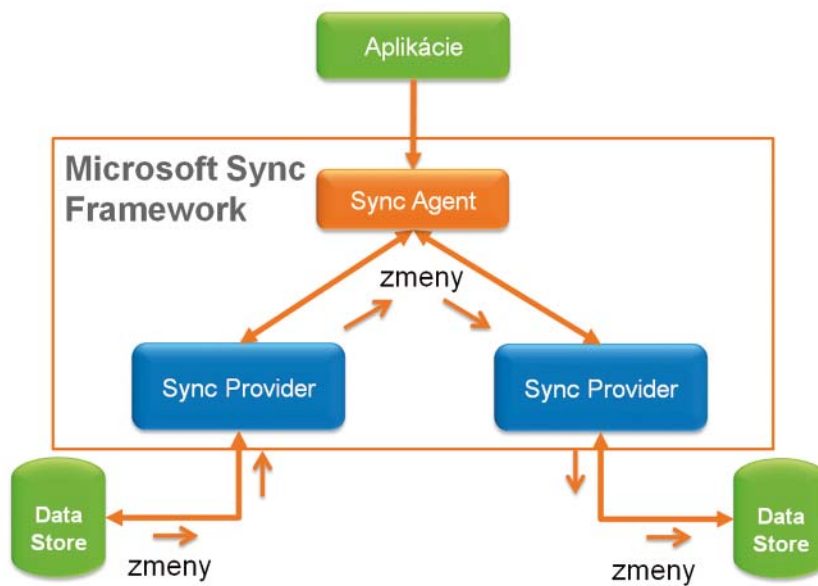 Aplikácie
Microsoft Sync
Framework
Sync Agent
zmeny
Sync Provider
Sync Provider
Data
Store
zmeny
Data
Store
zmeny